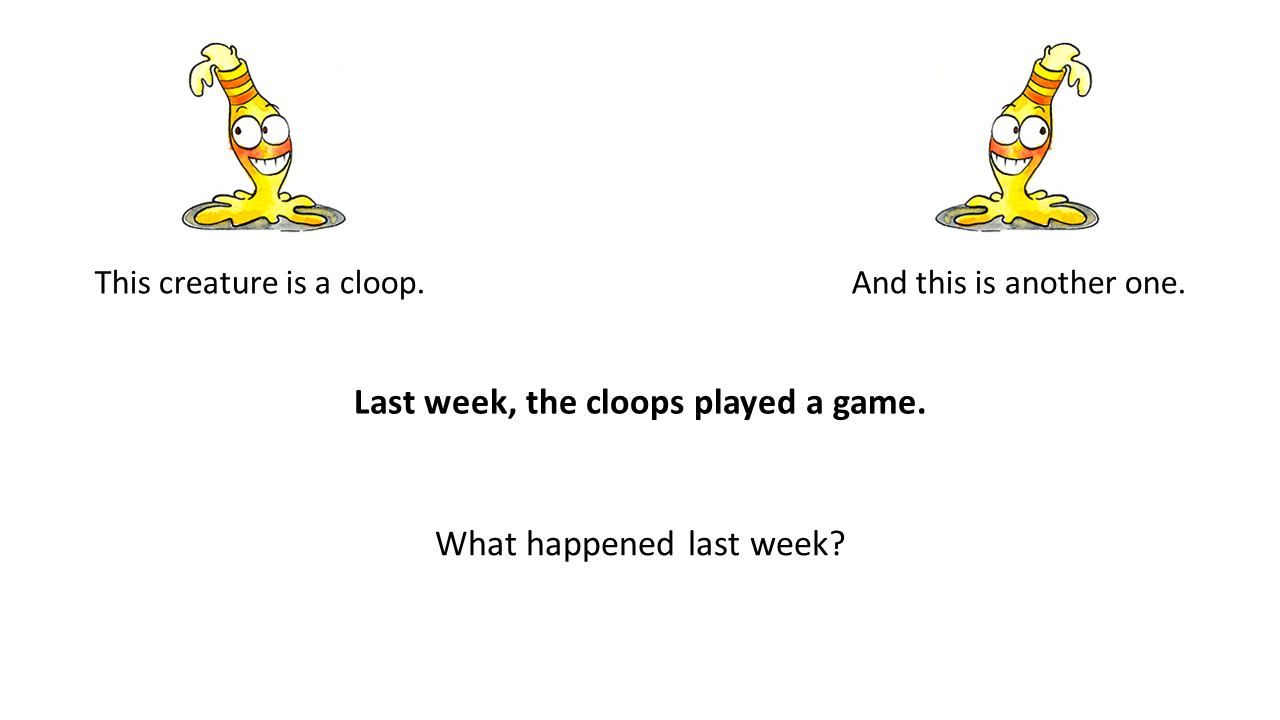 This creature is a cloop.
And this is another one.
Last week, the cloops played a game.
What happened last week?